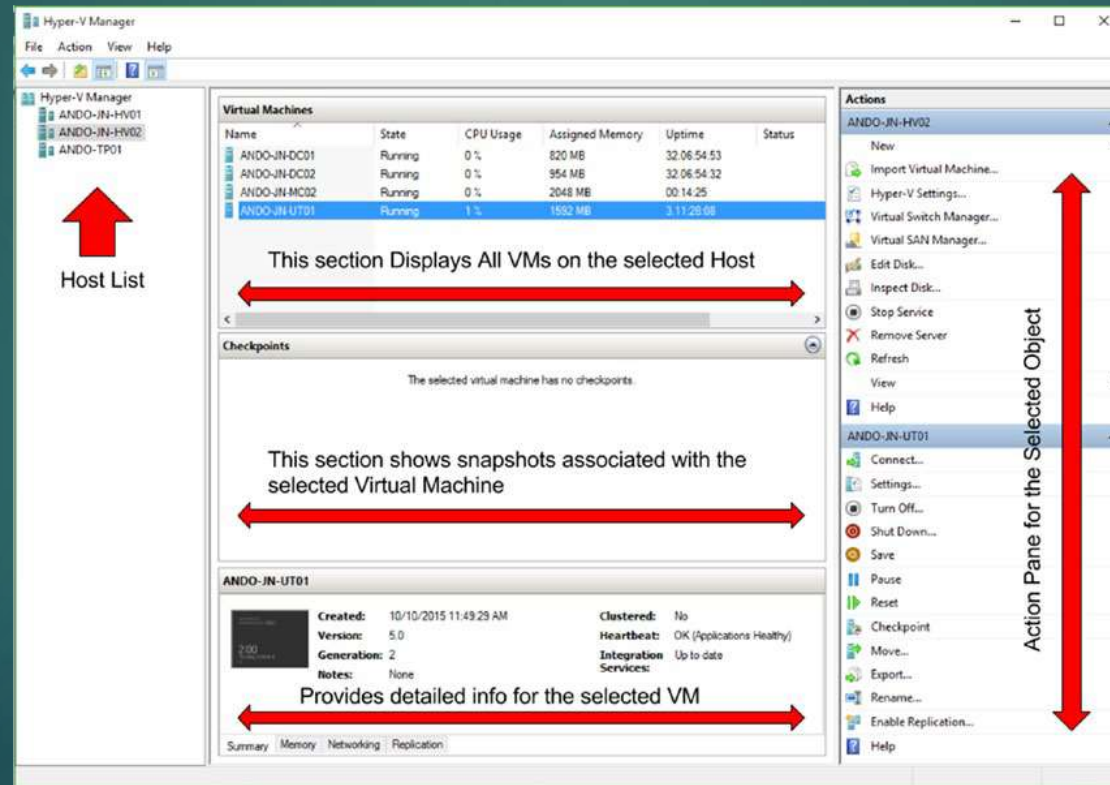 Hyper-V Manager
File Action View Help
Hyper-V Manager
ANDO-JN-HV01
ANDO-JN-HV02
ANDO-TP01
Host List
Virtual Machines
Name State CPU Usage Assigned Memory Uptime Status
ANDO-JN-DC01 Running 0 % 820 MB 32.06:54:53
ANDO-JN-DC02 Running 0 % 954 MB 32.06:54:32
ANDO-JN-MC02 Running 0 % 2048 MB 00:14:25
ANDO-JN-UT01 Running 1 % 1592 MB 3.11:28:08
This section Displays All VMs on the selected Host
Checkpoints
The selected virtual machine has no checkpoints.
This section shows snapshots associated with the
selected Virtual Machine
ANDO-JN-UT01
2:00
Created: 10/10/2015 11:49:29 AM Clustered: No
Version: 5.0 Heartbeat: OK (Applications Healthy)
Generation: 2 Integration Up to date
Services:
Notes: None
Provides detailed info for the selected VM
Summary Memory Networking Replication
Actions
ANDO-JN-HV02
New
Import Virtual Machine...
Hyper-V Settings...
Virtual Switch Manager...
Virtual SAN Manager...
Edit Disk...
Inspect Disk...
Stop Service
Remove Server
Refresh
View
Help
ANDO-JN-UT01
Connect...
Settings...
Turn Off...
Shut Down...
Save
Pause
Reset
Checkpoint
Move...
Export...
Rename...
Enable Replication...
Help
Action Pane for the Selected Object